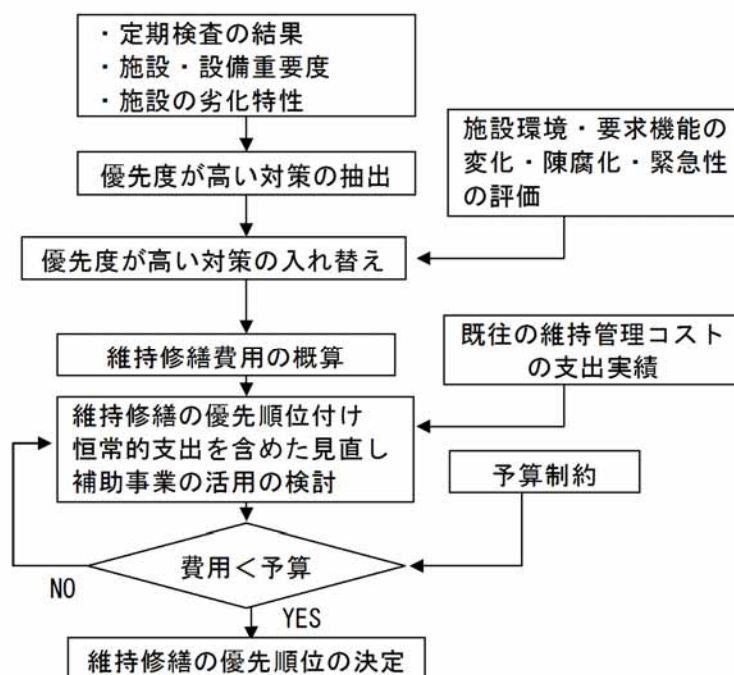 ・定期検査の結果
・施設・設備重要度
・施設の劣化特性
施設環境・要求機能の
変化・陳腐化・緊急性
の評価
優先度が高い対策の抽出
優先度が高い対策の入れ替え
既往の維持管理コスト
の支出実績
維持修繕費用の概算
維持修繕の優先順位付け
恒常的支出を含めた見直し
補助事業の活用の検討
予算制約
費用＜予算
NO
YES
維持修繕の優先順位の決定